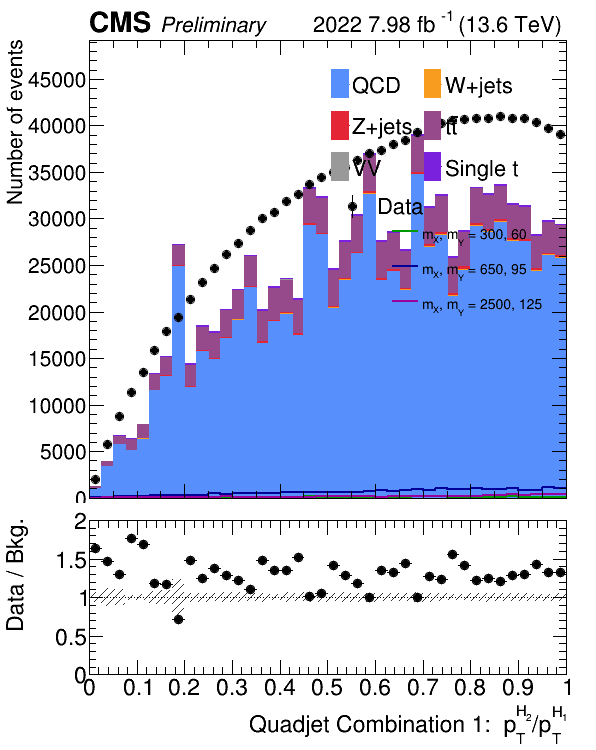 CMS Preliminary 2022 7.98 fb⁻¹ (13.6 TeV)
Number of events
45000
40000
35000
30000
25000
20000
15000
10000
5000
0
QCD
W+jets
Z+jets
tt̄
VV
Single t
Data
m_X, m_Y = 300, 60
m_X, m_Y = 650, 95
m_X, m_Y = 2500, 125
Data / Bkg.
2
1.5
1
0.5
0
0 0.1 0.2 0.3 0.4 0.5 0.6 0.7 0.8 0.9 1
Quadjet Combination 1: p_T^{H_2}/p_T^{H_1}